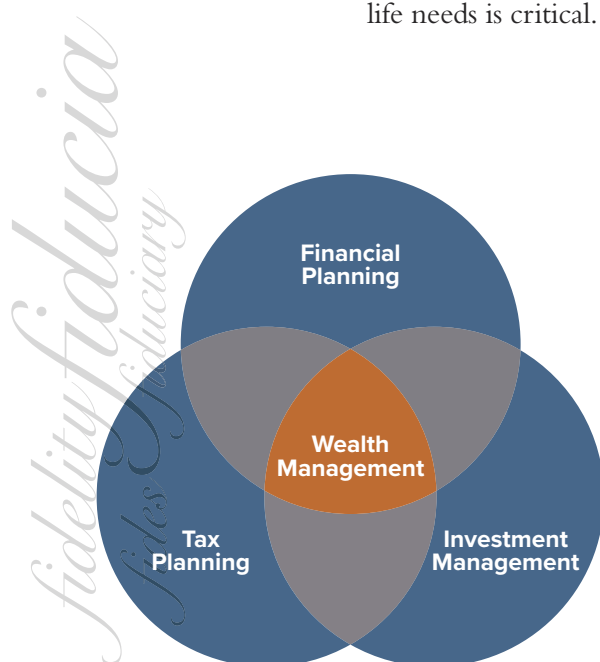 life needs is critical.
fiducia
fidelity
fiduciary
fides
Financial
Planning
Wealth
Management
Tax
Planning
Investment
Management